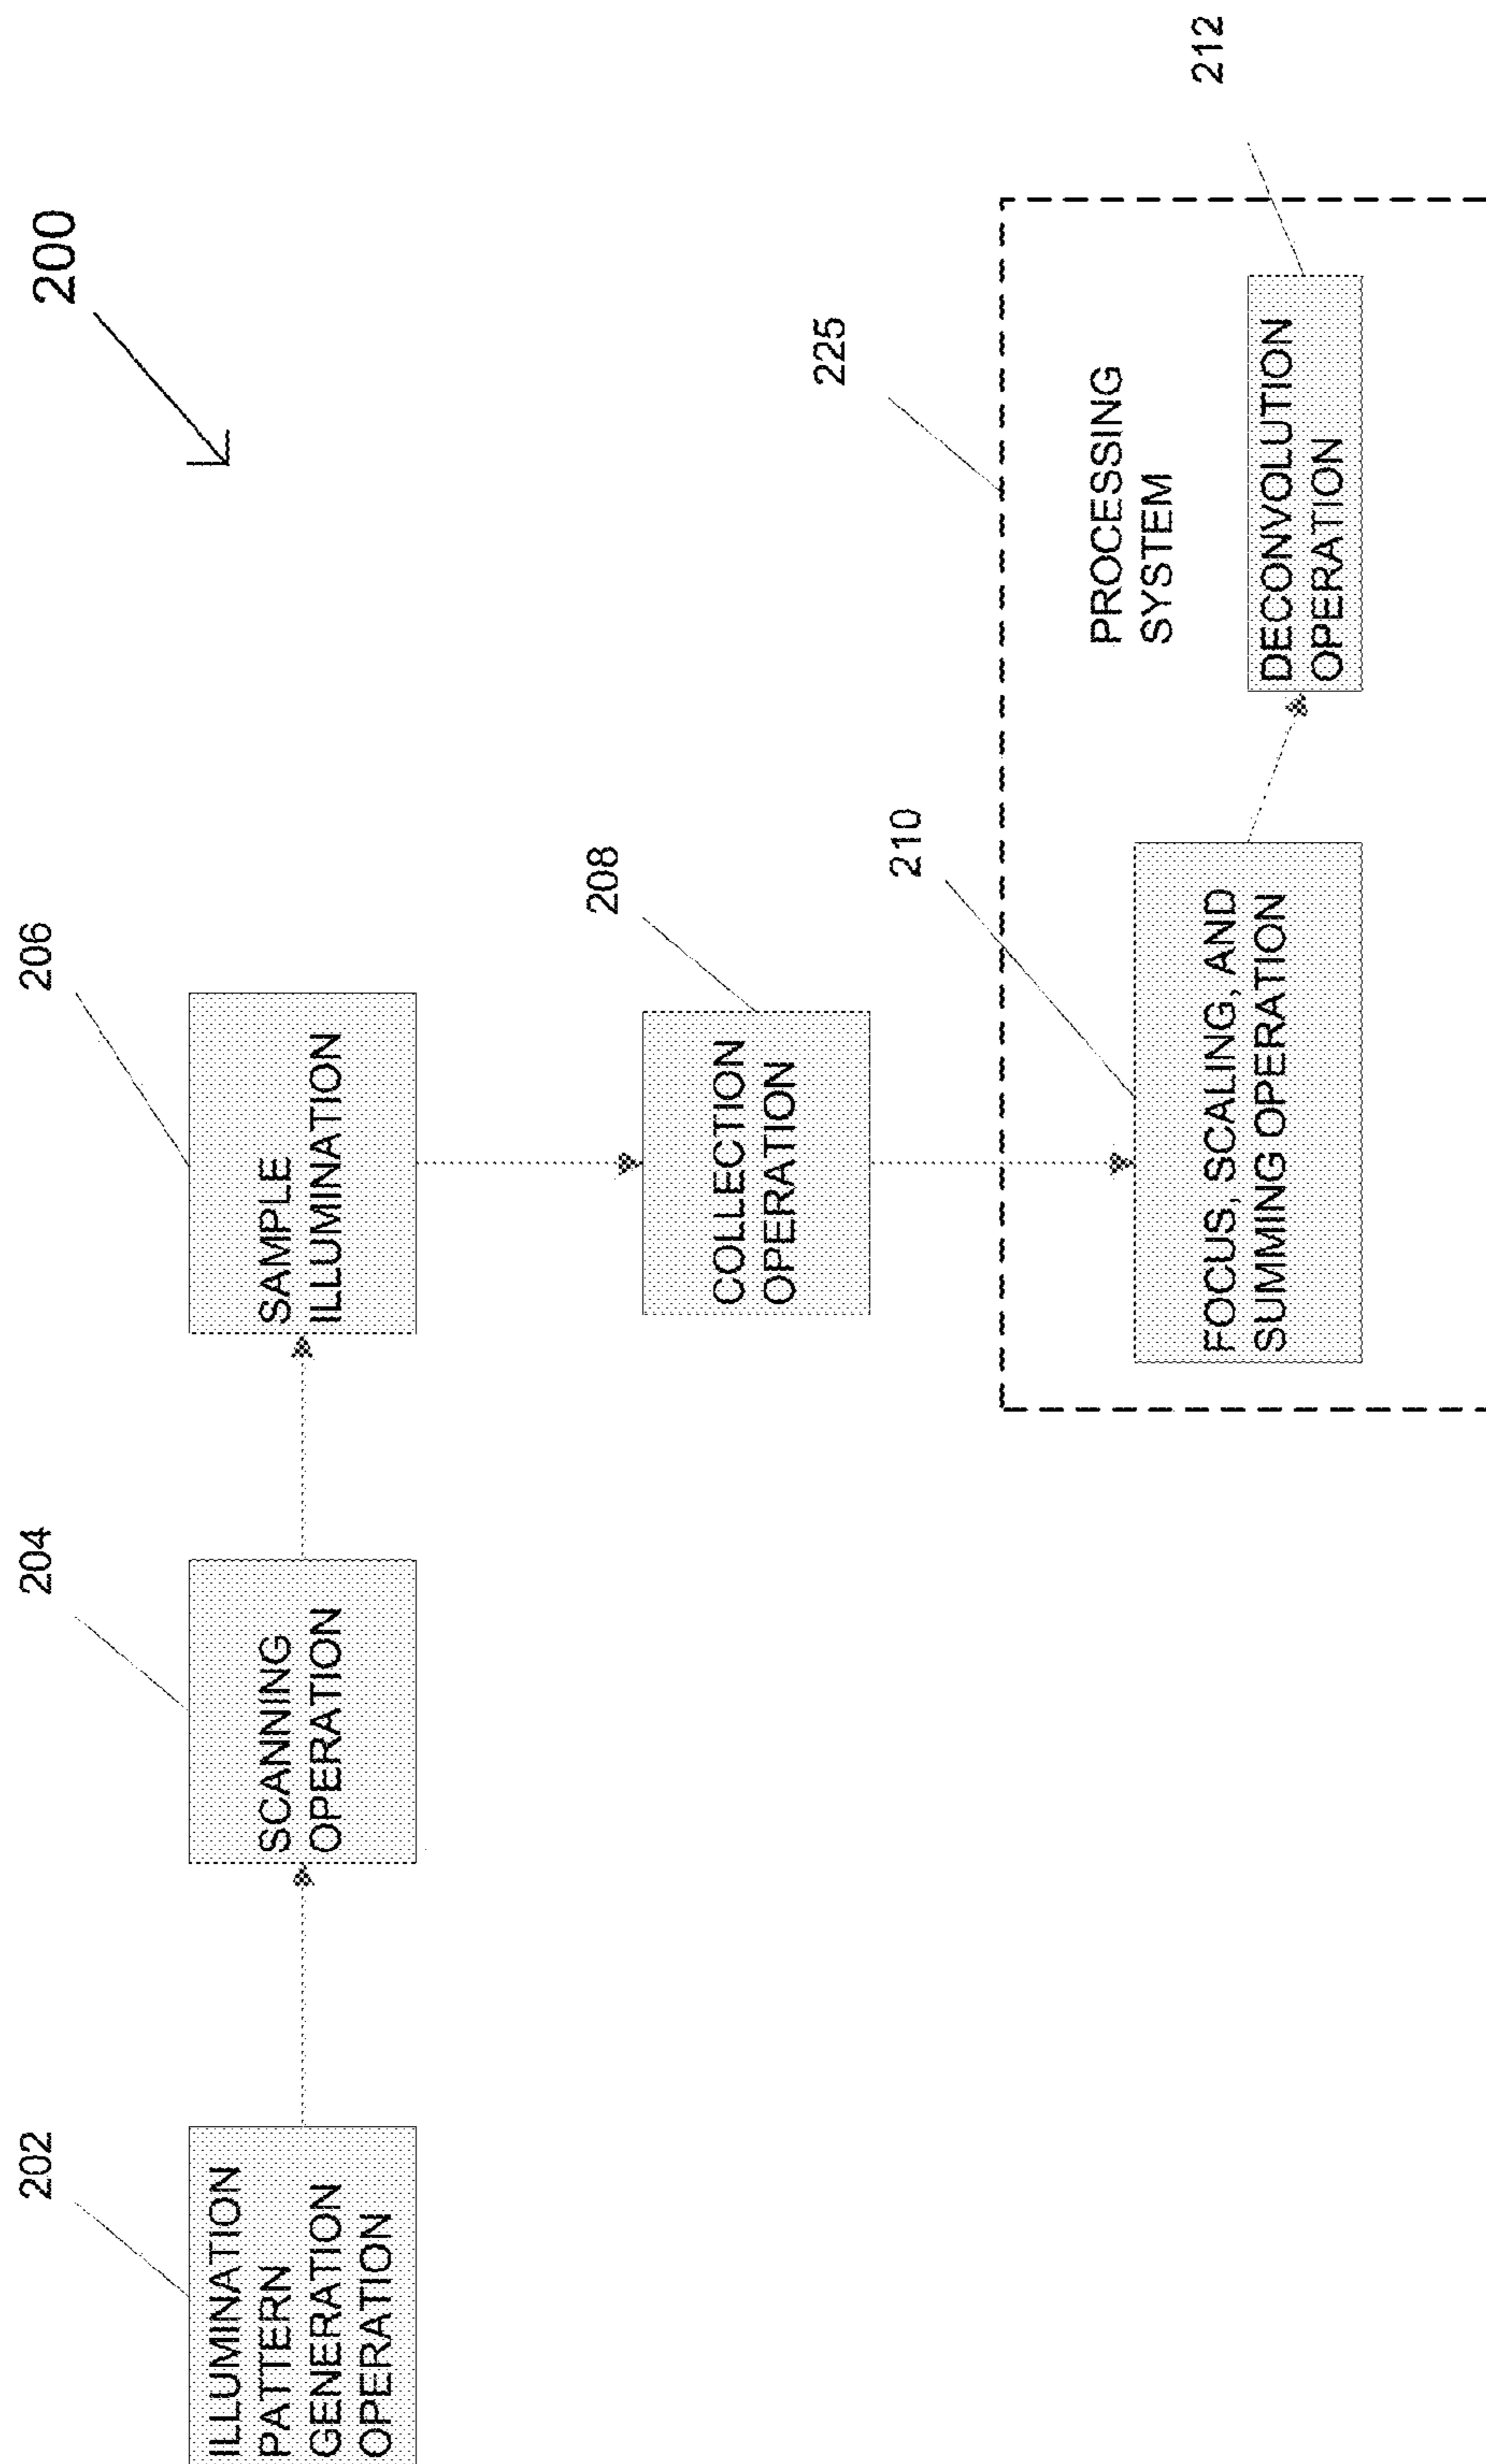 200
202
ILLUMINATION
PATTERN
GENERATION
OPERATION
204
SCANNING
OPERATION
206
SAMPLE
ILLUMINATION
208
COLLECTION
OPERATION
225
PROCESSING
SYSTEM
210
FOCUS, SCALING, AND
SUMMING OPERATION
212
DECONVOLUTION
OPERATION